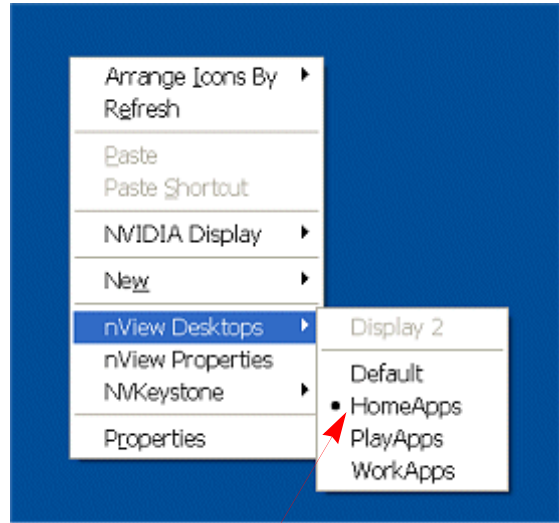 Arrange Icons By
Refresh
Paste
Paste Shortcut
NVIDIA Display
New
nView Desktops
nView Properties
NVKeystone
Properties
Display 2
Default
HomeApps
PlayApps
WorkApps